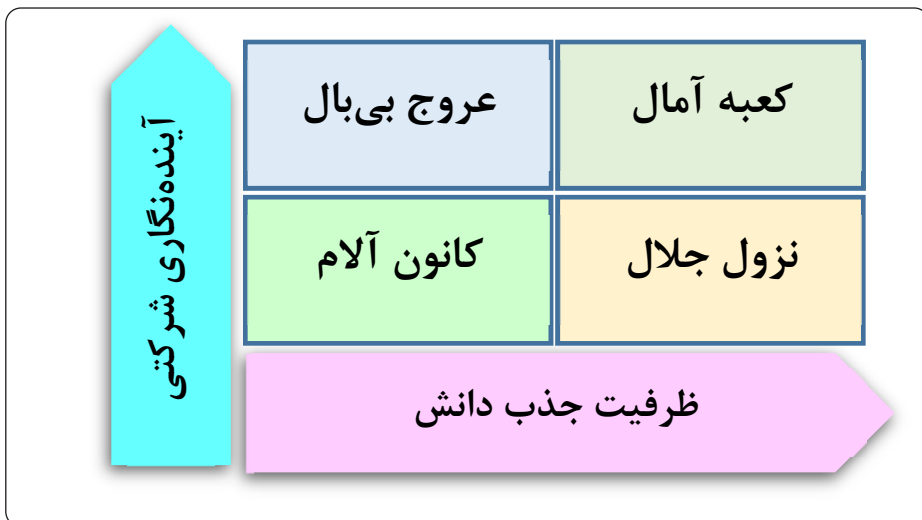 آینده‌نگاری شرکتی
کعبه آمال
عروج بی‌بال
نزول جلال
کانون آلام
ظرفیت جذب دانش